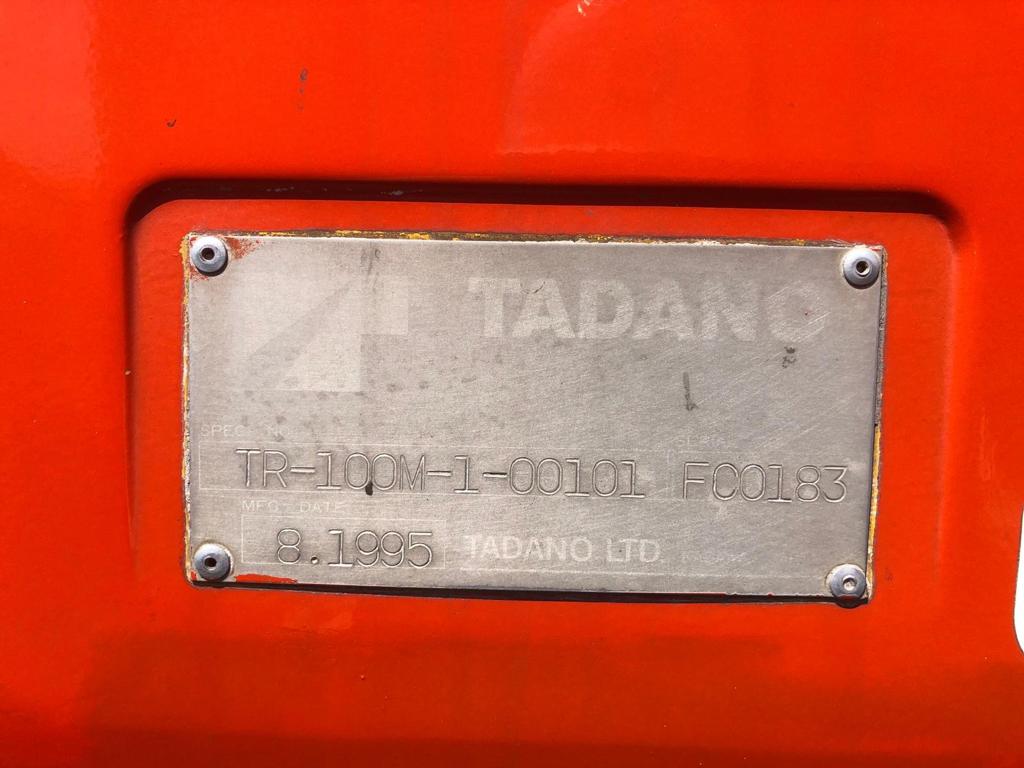 TADANO
SPEC. NO.
TR-100M-1-00101 FC0183
MFG. DATE
8.1995 TADANO LTD